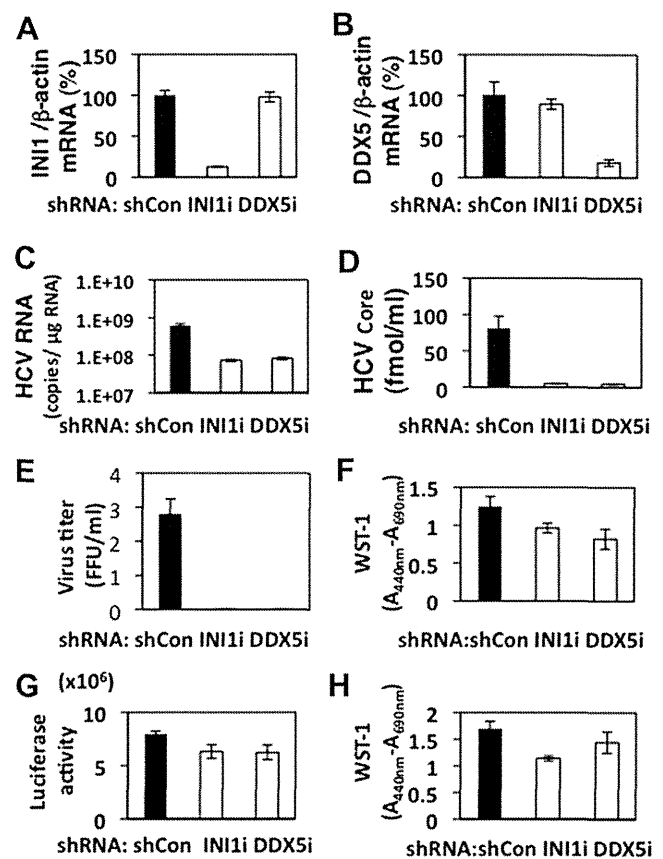 A
INI1 /β-actin
mRNA (%)
150
100
50
0
shRNA: shCon INI1i DDX5i
B
DDX5 /β-actin
mRNA (%)
150
100
50
0
shRNA: shCon INI1i DDX5i
C
HCV RNA
(copies/ μg RNA)
1.E+10
1.E+09
1.E+08
1.E+07
shRNA: shCon INI1i DDX5i
D
HCV Core
(fmol/ml)
150
100
50
0
shRNA: shCon INI1i DDX5i
E
Virus titer
(FFU/ml)
4
3
2
1
0
shRNA: shCon INI1i DDX5i
F
WST-1
(A440nm-A690nm)
1.5
1
0.5
0
shRNA:shCon INI1i DDX5i
G
(x10⁶)
Luciferase
activity
10
5
0
shRNA: shCon INI1i DDX5i
H
WST-1
(A440nm-A690nm)
2
1.5
1
0.5
0
shRNA:shCon INI1i DDX5i